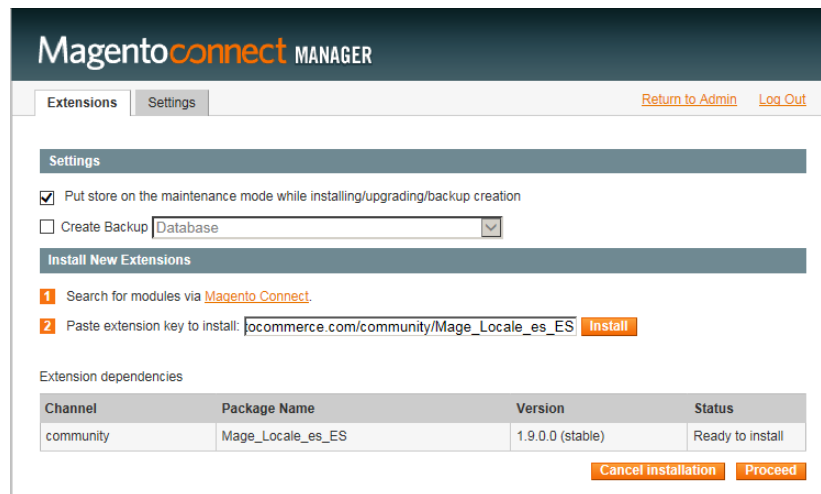 Magentoconnect MANAGER
Extensions Settings Return to Admin Log Out
Settings
Put store on the maintenance mode while installing/upgrading/backup creation
Create Backup Database
Install New Extensions
1 Search for modules via Magento Connect.
2 Paste extension key to install: tocommerce.com/community/Mage_Locale_es_ES Install
Extension dependencies
Channel Package Name Version Status
community Mage_Locale_es_ES 1.9.0.0 (stable) Ready to install
Cancel installation Proceed